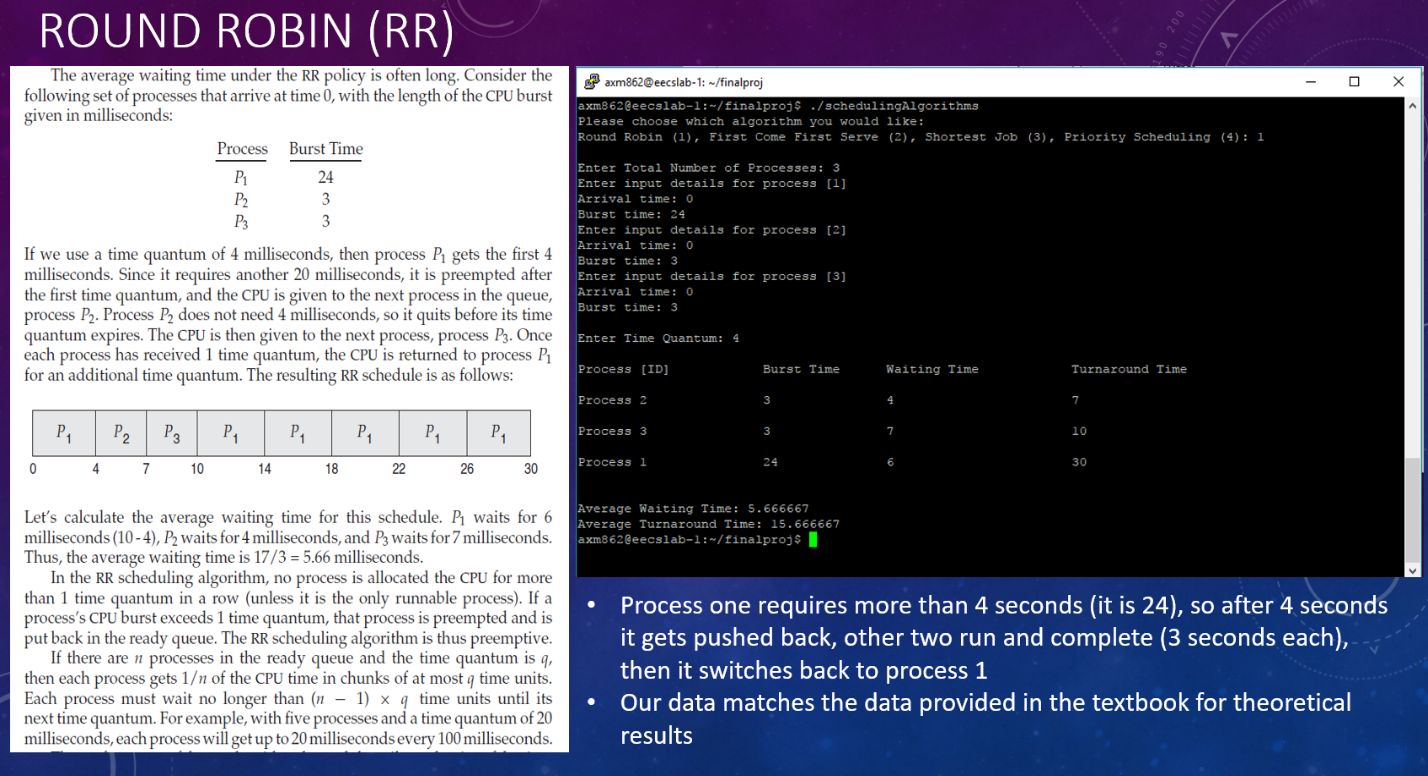 ROUND ROBIN (RR)
The average waiting time under the RR policy is often long. Consider the
following set of processes that arrive at time 0, with the length of the CPU burst
given in milliseconds:
Process Burst Time
P1 24
P2 3
P3 3
If we use a time quantum of 4 milliseconds, then process P1 gets the first 4
milliseconds. Since it requires another 20 milliseconds, it is preempted after
the first time quantum, and the CPU is given to the next process in the queue,
process P2. Process P2 does not need 4 milliseconds, so it quits before its time
quantum expires. The CPU is then given to the next process, process P3. Once
each process has received 1 time quantum, the CPU is returned to process P1
for an additional time quantum. The resulting RR schedule is as follows:
P1 P2 P3 P1 P1 P1 P1 P1
0 4 7 10 14 18 22 26 30
Let's calculate the average waiting time for this schedule. P1 waits for 6
milliseconds (10 - 4), P2 waits for 4 milliseconds, and P3 waits for 7 milliseconds.
Thus, the average waiting time is 17/3 = 5.66 milliseconds.
In the RR scheduling algorithm, no process is allocated the CPU for more
than 1 time quantum in a row (unless it is the only runnable process). If a
process's CPU burst exceeds 1 time quantum, that process is preempted and is
put back in the ready queue. The RR scheduling algorithm is thus preemptive.
If there are n processes in the ready queue and the time quantum is q,
then each process gets 1/n of the CPU time in chunks of at most q time units.
Each process must wait no longer than (n − 1) × q time units until its
next time quantum. For example, with five processes and a time quantum of 20
milliseconds, each process will get up to 20 milliseconds every 100 milliseconds.
axm862@eecslab-1: ~/finalproj
axm862@eecslab-1:~/finalproj$ ./schedulingAlgorithms
Please choose which algorithm you would like:
Round Robin (1), First Come First Serve (2), Shortest Job (3), Priority Scheduling (4): 1
Enter Total Number of Processes: 3
Enter input details for process [1]
Arrival time: 0
Burst time: 24
Enter input details for process [2]
Arrival time: 0
Burst time: 3
Enter input details for process [3]
Arrival time: 0
Burst time: 3
Enter Time Quantum: 4
Process [ID] Burst Time Waiting Time Turnaround Time
Process 2 3 4 7
Process 3 3 7 10
Process 1 24 6 30
Average Waiting Time: 5.666667
Average Turnaround Time: 15.666667
axm862@eecslab-1:~/finalproj$
• Process one requires more than 4 seconds (it is 24), so after 4 seconds
it gets pushed back, other two run and complete (3 seconds each),
then it switches back to process 1
• Our data matches the data provided in the textbook for theoretical
results
190 200